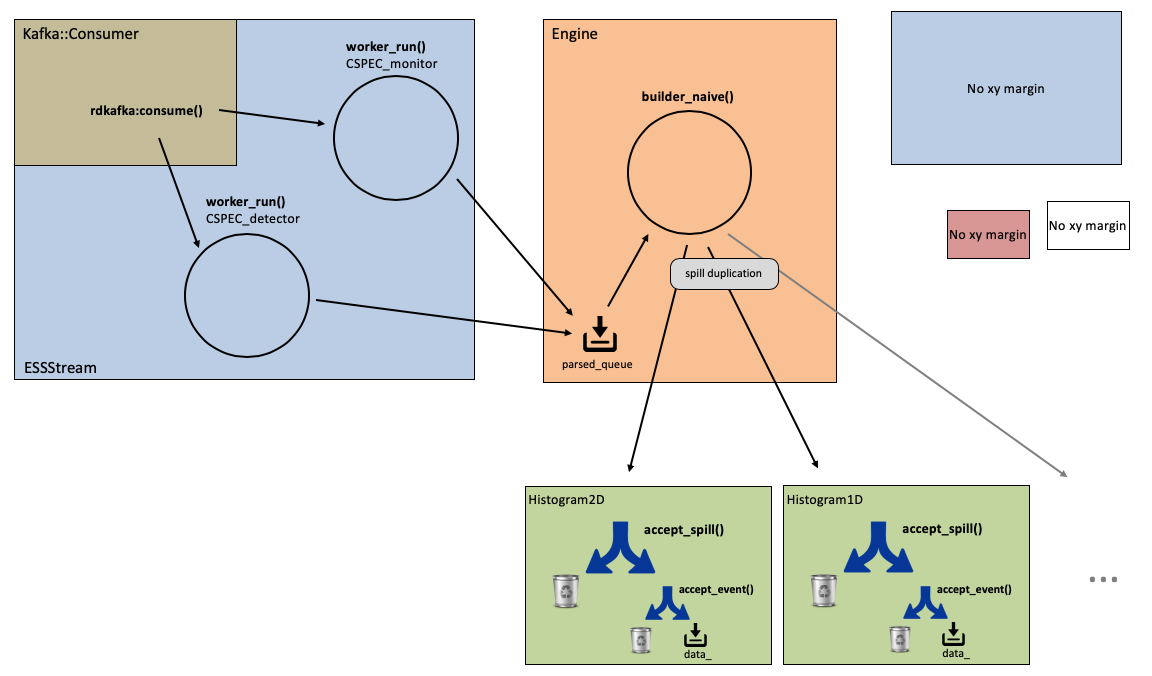 Kafka::Consumer
rdkafka:consume()
worker_run()
CSPEC_monitor
worker_run()
CSPEC_detector
ESSStream
Engine
builder_naive()
spill duplication
parsed_queue
No xy margin
No xy margin
No xy margin
Histogram2D
accept_spill()
accept_event()
data_
Histogram1D
accept_spill()
accept_event()
data_
...